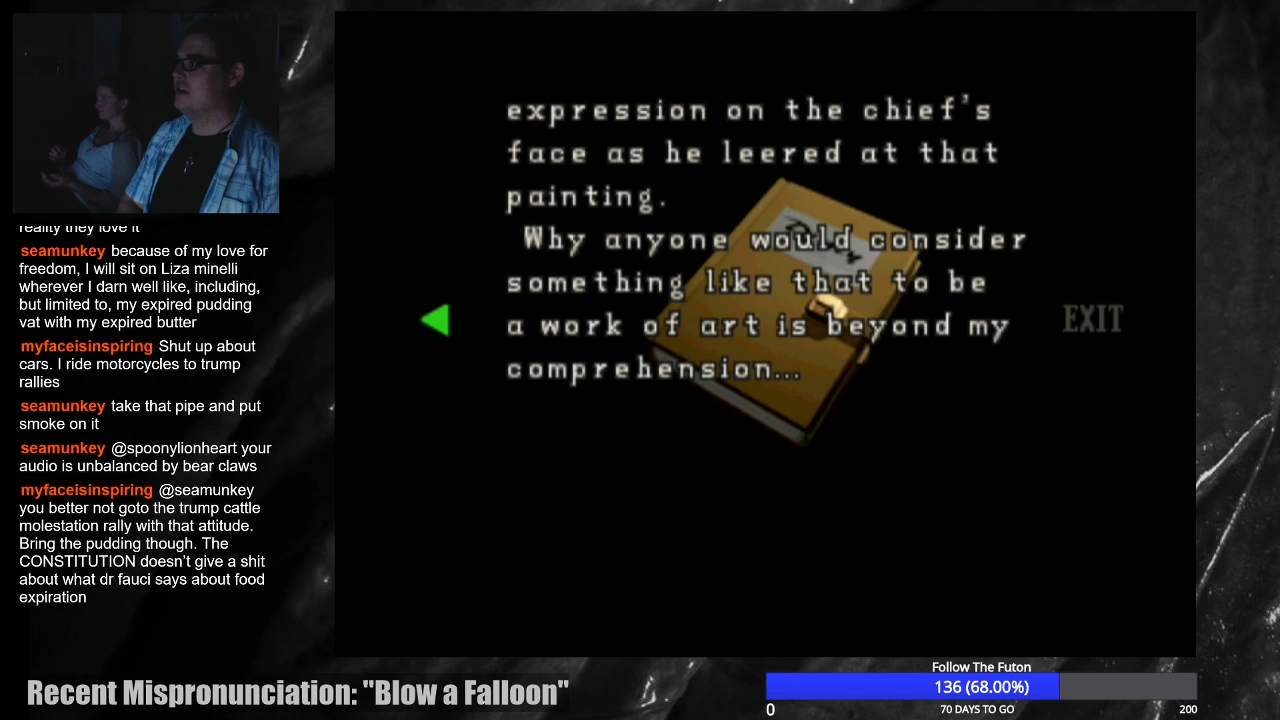 reality they love it
seamunkey because of my love for
freedom, I will sit on Liza minelli
wherever I darn well like, including,
but limited to, my expired pudding
vat with my expired butter
myfaceisinspiring Shut up about
cars. I ride motorcycles to trump
rallies
seamunkey take that pipe and put
smoke on it
seamunkey @spoonylionheart your
audio is unbalanced by bear claws
myfaceisinspiring @seamunkey
you better not goto the trump cattle
molestation rally with that attitude.
Bring the pudding though. The
CONSTITUTION doesn't give a shit
about what dr fauci says about food
expiration
expression on the chief's
face as he leered at that
painting.
Why anyone would consider
something like that to be
a work of art is beyond my
comprehension...
EXIT
Diary
Recent Mispronunciation: "Blow a Falloon"
Follow The Futon
136 (68.00%)
0
70 DAYS TO GO
200